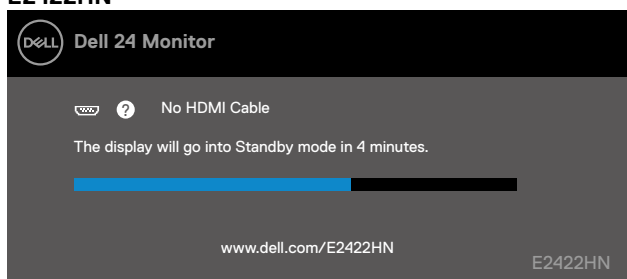 E2422HN
DELL Dell 24 Monitor
? No HDMI Cable
The display will go into Standby mode in 4 minutes.
www.dell.com/E2422HN
E2422HN